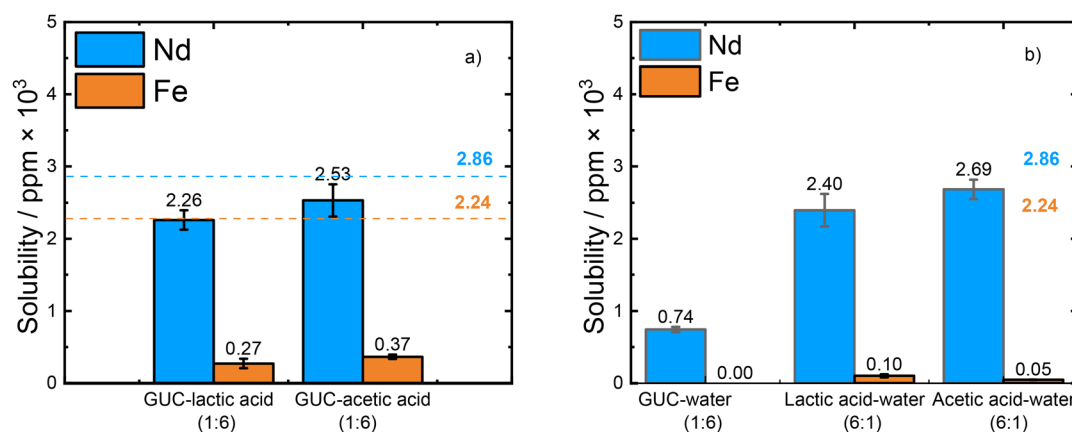 a)
Nd
Fe
Solubility / ppm × 10³
5
4
3
2
1
0
2.86
2.24
2.26
2.53
0.27
0.37
GUC-lactic acid
(1:6)
GUC-acetic acid
(1:6)
b)
Nd
Fe
Solubility / ppm × 10³
5
4
3
2
1
0
2.86
2.24
0.74
0.00
2.40
0.10
2.69
0.05
GUC-water
(1:6)
Lactic acid-water
(6:1)
Acetic acid-water
(6:1)